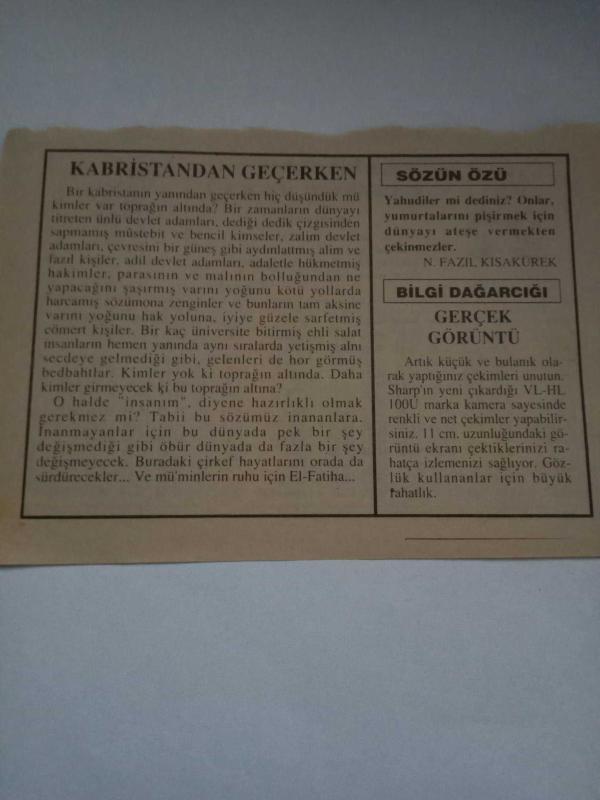 KABRİSTANDAN GEÇERKEN
Bir kabristanın yanından geçerken hiç düşündük mü
kimler var toprağın altında? Bir zamanların dünyayı
titreten ünlü devlet adamları, dediği dedik çizgisinden
sapmamış müstebit ve bencil kimseler, zalim devlet
adamları, çevresini bir güneş gibi aydınlatmış alim ve
fazıl kişiler, adil devlet adamları, adaletle hükmetmiş
hakimler, parasının ve malının bolluğundan ne
yapacağını şaşırmış varını yoğunu kötü yollarda
harcamış sözümona zenginler ve bunların tam aksine
varını yoğunu hak yoluna, iyiye güzele sarfetmiş
cömert kişiler. Bir kaç üniversite bitirmiş ehli salat
insanların hemen yanında aynı sıralarda yetişmiş alnı
secdeye gelmediği gibi, gelenleri de hor görmüş
bedbahtlar. Kimler yok ki toprağın altında. Daha
kimler girmeyecek ki bu toprağın altına?
O halde "insanım", diyene hazırlıklı olmak
gerekmez mi? Tabii bu sözümüz inananlara.
İnanmayanlar için bu dünyada pek bir şey
değişmediği gibi öbür dünyada da fazla bir şey
değişmeyecek. Buradaki çirkef hayatlarını orada da
sürdürecekler... Ve mü'minlerin ruhu için El-Fatiha...
SÖZÜN ÖZÜ
Yahudiler mi dediniz? Onlar,
yumurtalarını pişirmek için
dünyayı ateşe vermekten
çekinmezler.
N. FAZIL KISAKÜREK
BİLGİ DAĞARCIĞI
GERÇEK
GÖRÜNTÜ
Artık küçük ve bulanık ola-
rak yaptığınız çekimleri unutun.
Sharp'ın yeni çıkardığı VL-HL
100U marka kamera sayesinde
renkli ve net çekimler yapabilir-
siniz. 11 cm. uzunluğundaki gö-
rüntü ekranı çektiklerinizi ra-
hatça izlemenizi sağlıyor. Göz-
lük kullananlar için büyük
rahatlık.